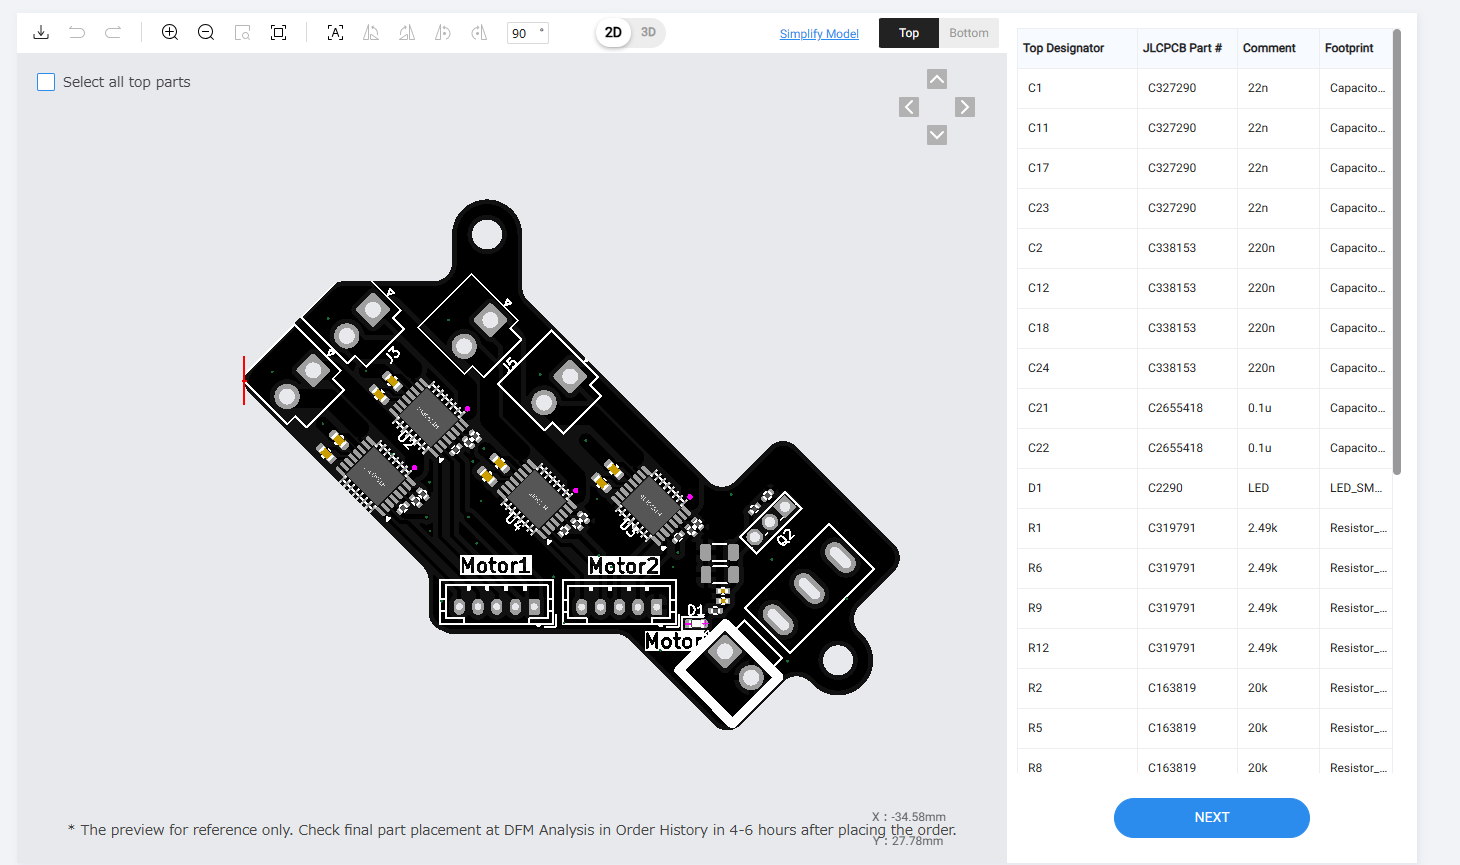 90 °
2D 3D
Simplify Model
Top Bottom
Select all top parts
J3
J5
U2
U4
U3
Q2
Motor1
Motor2
D1
Motor
X : -34.58mm
* The preview for reference only. Check final part placement at DFM Analysis in Order History in 4-6 hours after placing the order.
Y : 27.78mm
Top Designator JLCPCB Part # Comment Footprint
C1 C327290 22n Capacito...
C11 C327290 22n Capacito...
C17 C327290 22n Capacito...
C23 C327290 22n Capacito...
C2 C338153 220n Capacito...
C12 C338153 220n Capacito...
C18 C338153 220n Capacito...
C24 C338153 220n Capacito...
C21 C2655418 0.1u Capacito...
C22 C2655418 0.1u Capacito...
D1 C2290 LED LED_SM...
R1 C319791 2.49k Resistor_...
R6 C319791 2.49k Resistor_...
R9 C319791 2.49k Resistor_...
R12 C319791 2.49k Resistor_...
R2 C163819 20k Resistor_...
R5 C163819 20k Resistor_...
R8 C163819 20k Resistor_...
NEXT